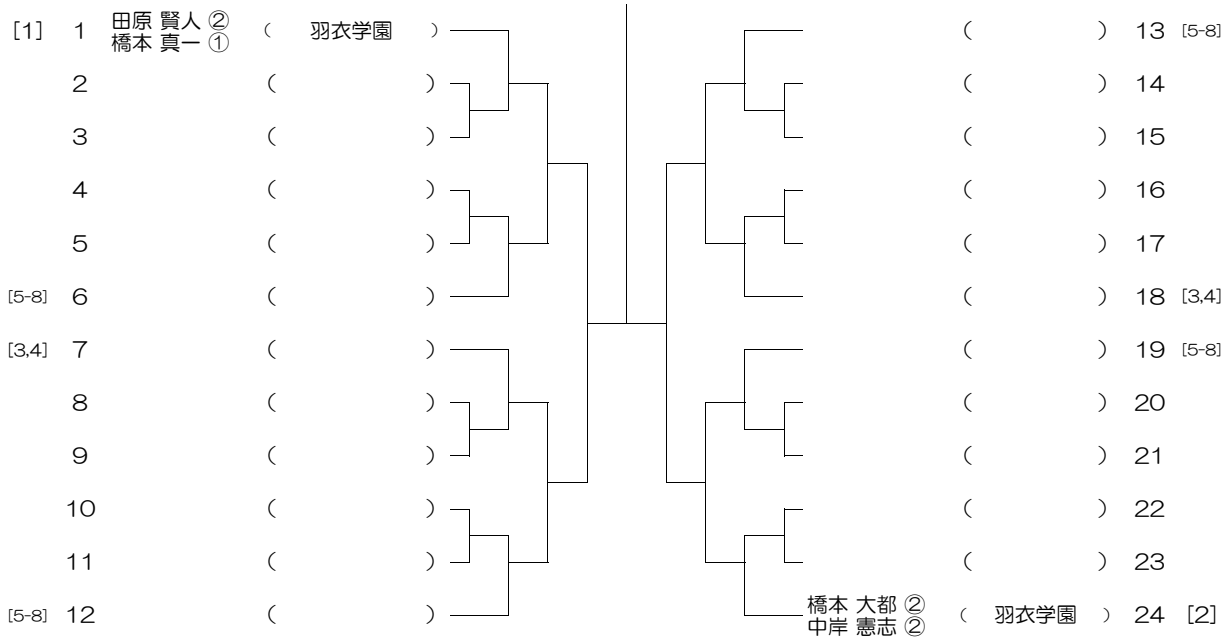 [1] 1 田原 賢人 ② ( 羽衣学園 )
橋本 真一 ①
2 ( )
3 ( )
4 ( )
5 ( )
[5-8] 6 ( )
[3,4] 7 ( )
8 ( )
9 ( )
10 ( )
11 ( )
[5-8] 12 ( )
( ) 13 [5-8]
( ) 14
( ) 15
( ) 16
( ) 17
( ) 18 [3,4]
( ) 19 [5-8]
( ) 20
( ) 21
( ) 22
( ) 23
橋本 大都 ② ( 羽衣学園 ) 24 [2]
中岸 憲志 ②